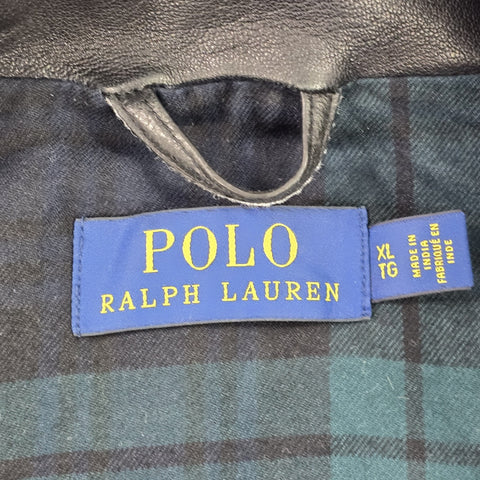 POLO
RALPH LAUREN
XL
TG
MADE IN
INDIA
FABRIQUÉ EN
INDE